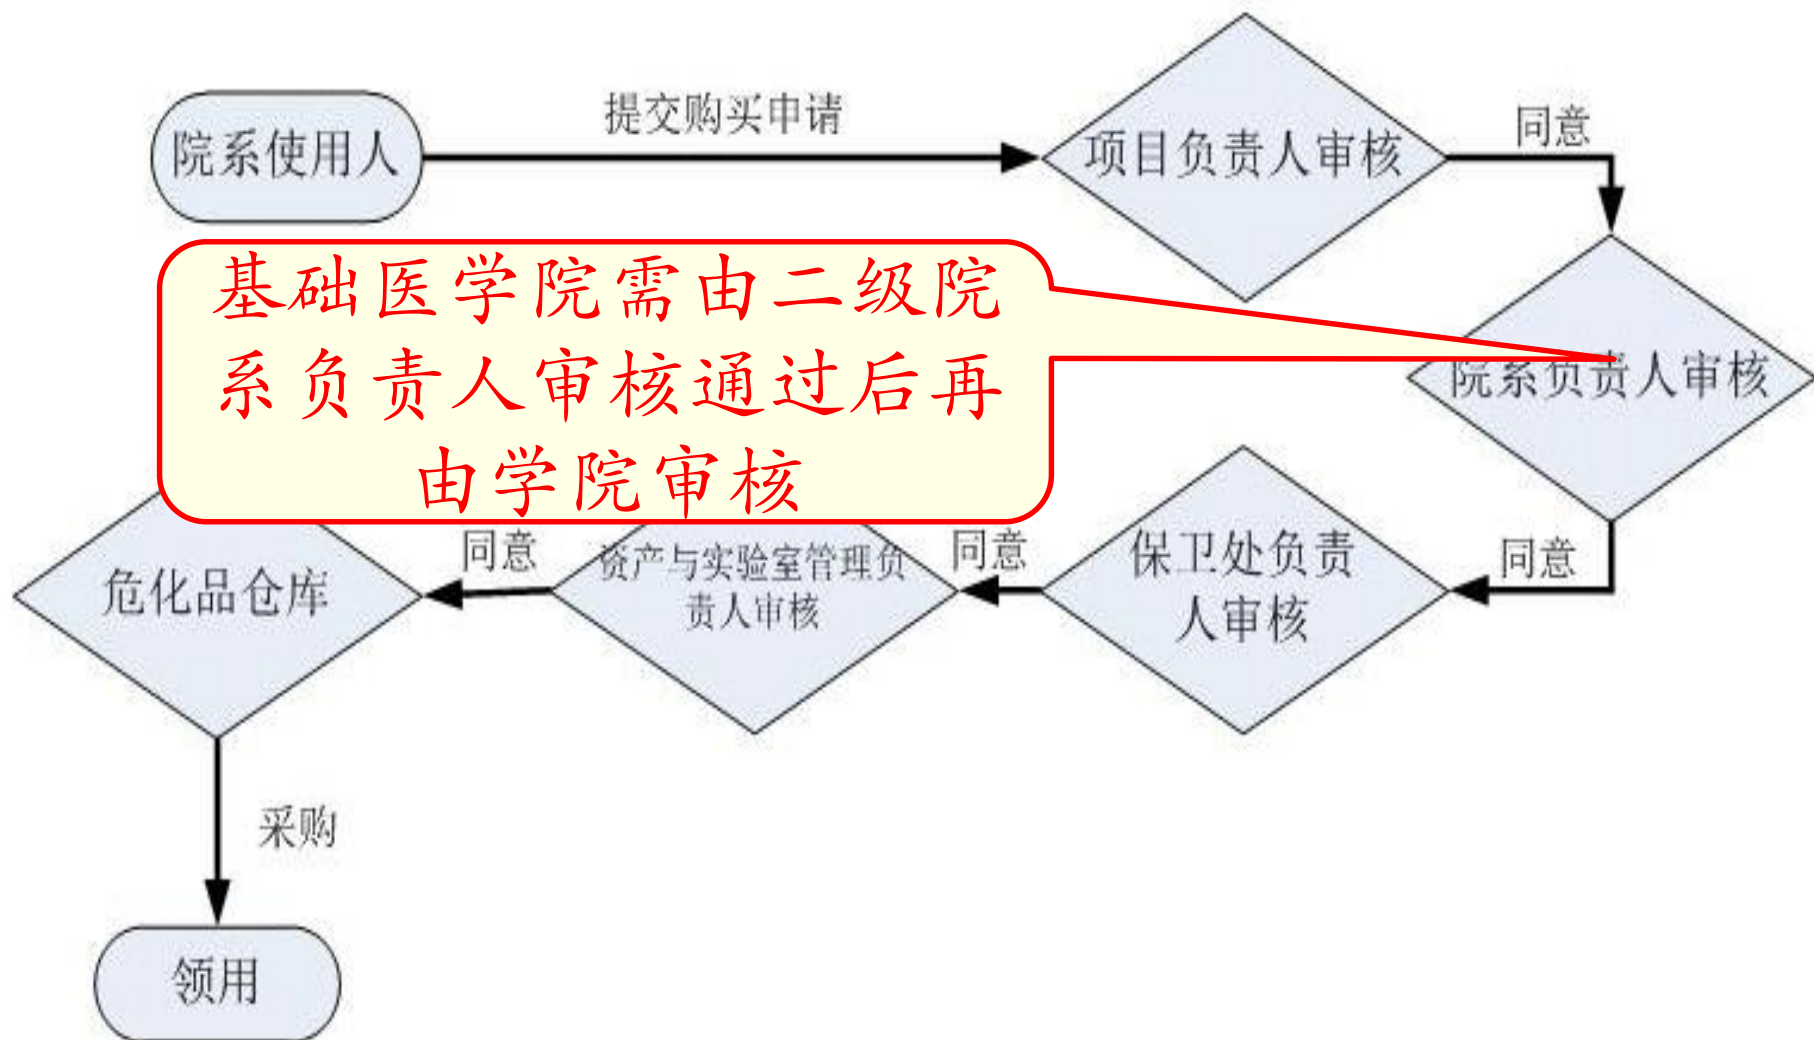 院系使用人
提交购买申请
项目负责人审核
同意
基础医学院需由二级院
系负责人审核通过后再
由学院审核
院系负责人审核
同意
保卫处负责
人审核
同意
资产与实验室管理负
责人审核
同意
危化品仓库
采购
领用